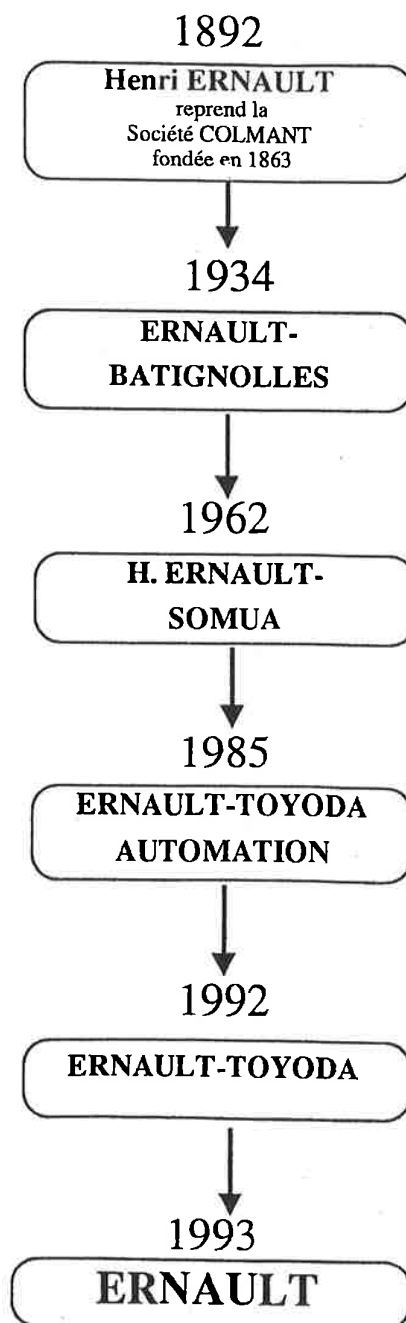 1892
Henri ERNAULT
reprend la
Société COLMANT
fondée en 1863
1934
ERNAULT-
BATIGNOLLES
1962
H. ERNAULT-
SOMUA
1985
ERNAULT-TOYODA
AUTOMATION
1992
ERNAULT-TOYODA
1993
ERNAULT